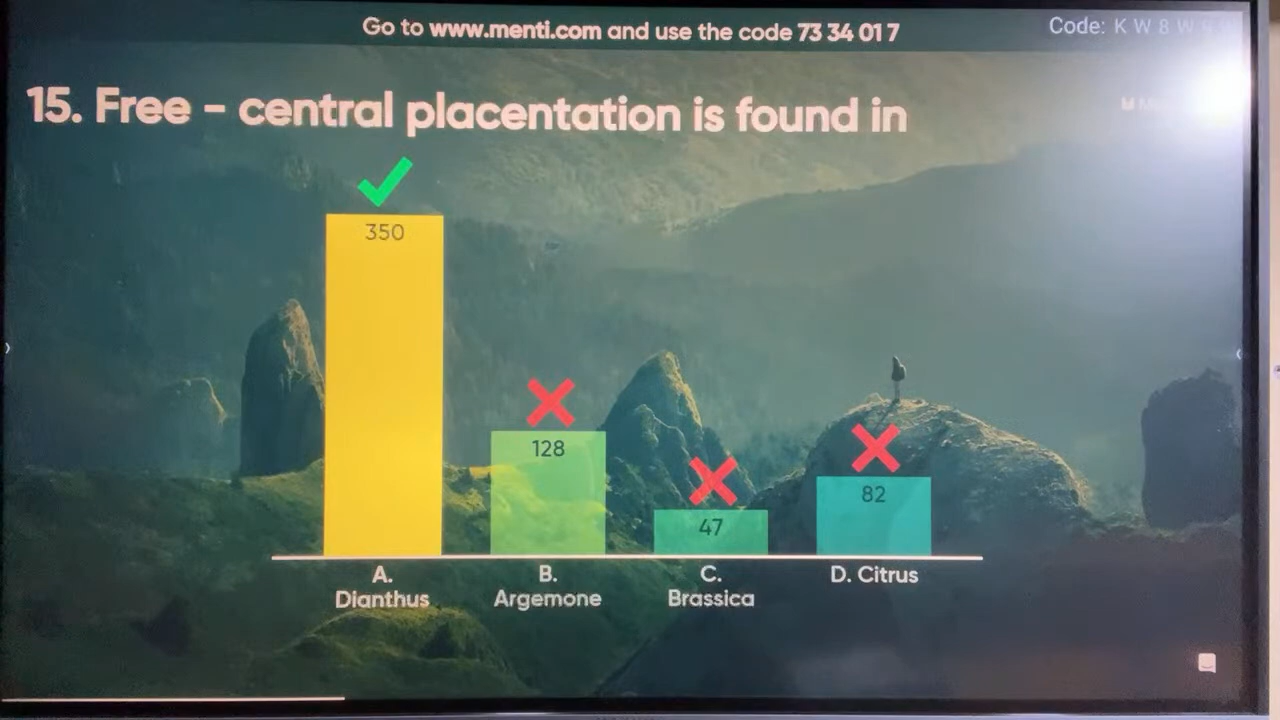 Go to www.menti.com and use the code 73 34 01 7
Code: K W 8 W
15. Free - central placentation is found in
350
128
47
82
A.
Dianthus
B.
Argemone
C.
Brassica
D. Citrus